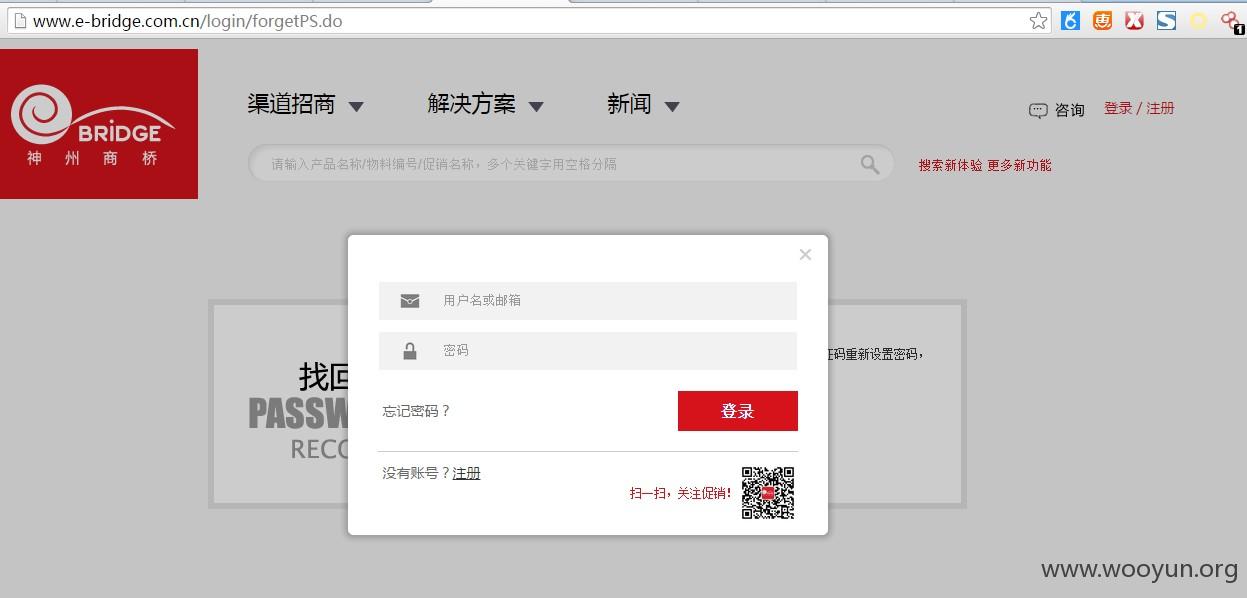 www.e-bridge.com.cn/login/forgetPS.do
1
BRIDGE
神州商桥
渠道招商
解决方案
新闻
咨询
登录 / 注册
请输入产品名称/物料编号/促销名称，多个关键字用空格分隔
搜索新体验 更多新功能
×
用户名或邮箱
密码
找回
证码重新设置密码，
PASSW
RECO
忘记密码？
登录
没有账号？注册
扫一扫，关注促销！
www.wooyun.org